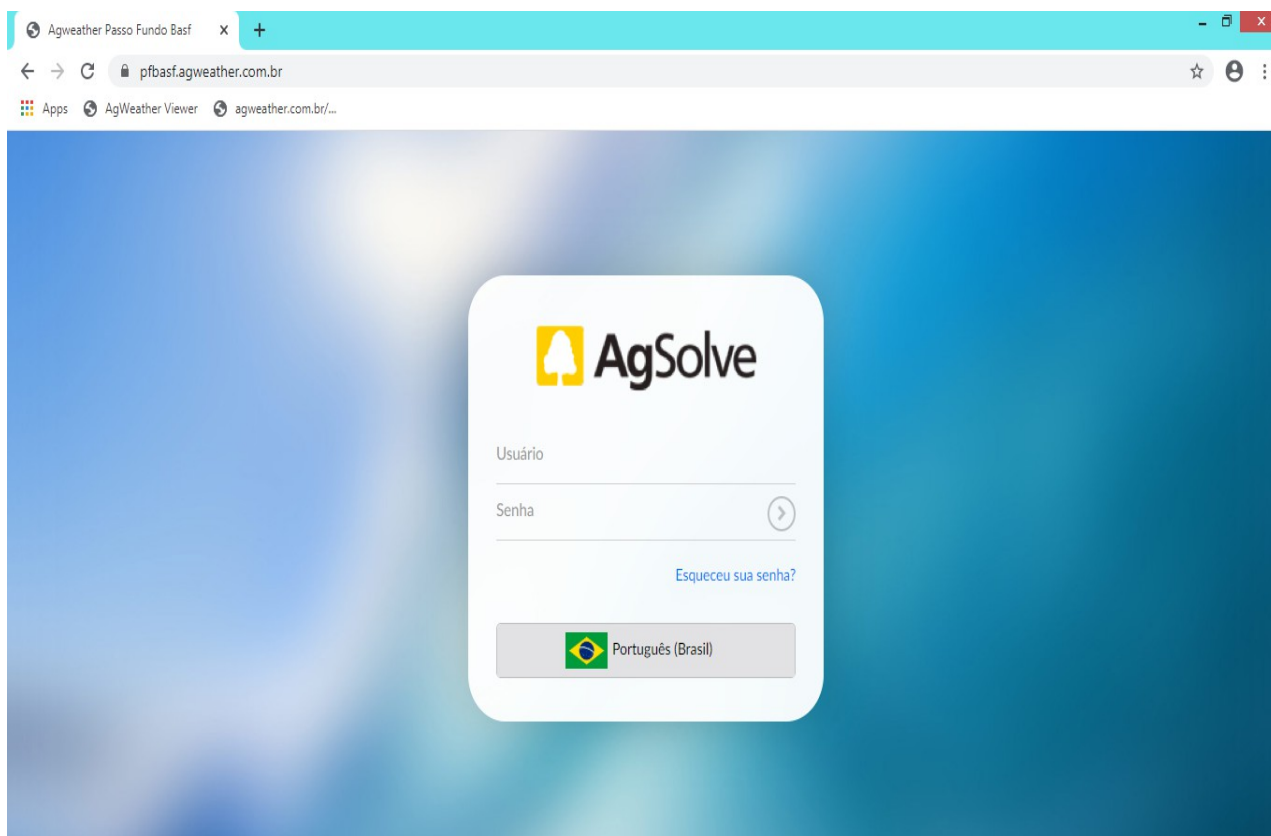 Agweather Passo Fundo Basf
pfbasf.agweather.com.br
Apps AgWeather Viewer agweather.com.br/...
AgSolve
Usuário
Senha
Esqueceu sua senha?
Português (Brasil)